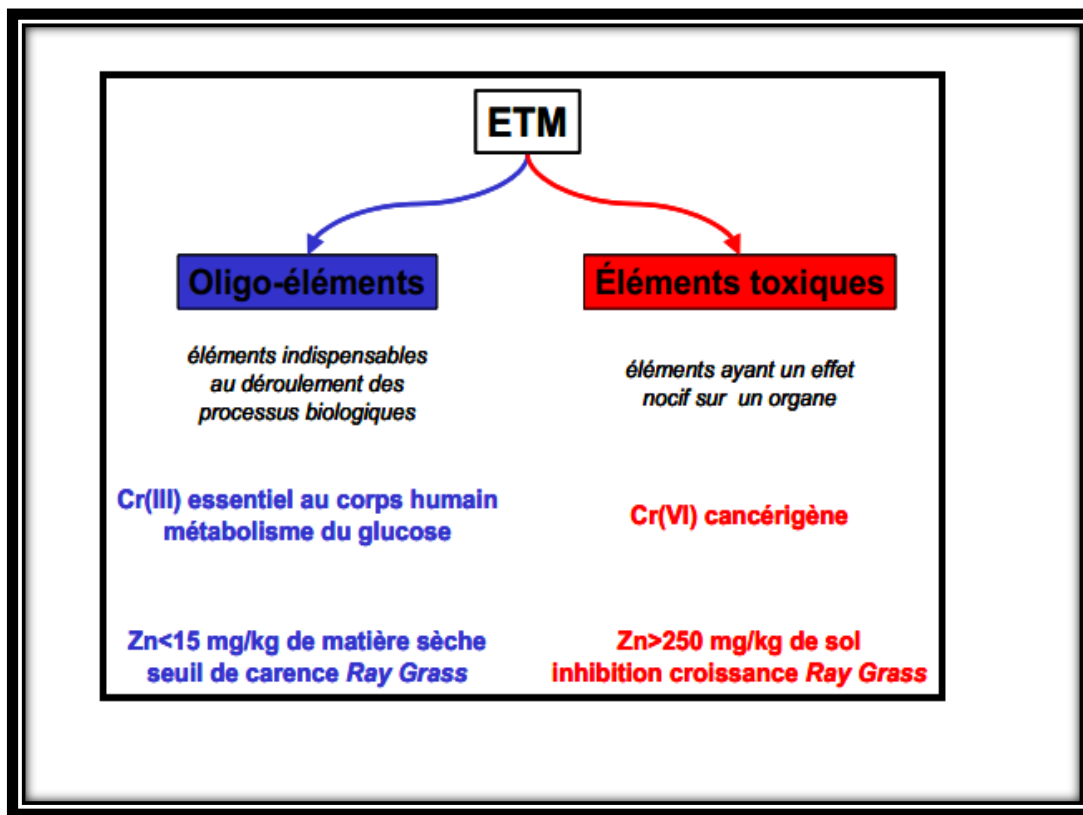 ETM
Oligo-éléments
éléments indispensables
au déroulement des
processus biologiques
Cr(III) essentiel au corps humain
métabolisme du glucose
Zn<15 mg/kg de matière sèche
seuil de carence Ray Grass
Éléments toxiques
éléments ayant un effet
nocif sur un organe
Cr(VI) cancérigène
Zn>250 mg/kg de sol
inhibition croissance Ray Grass